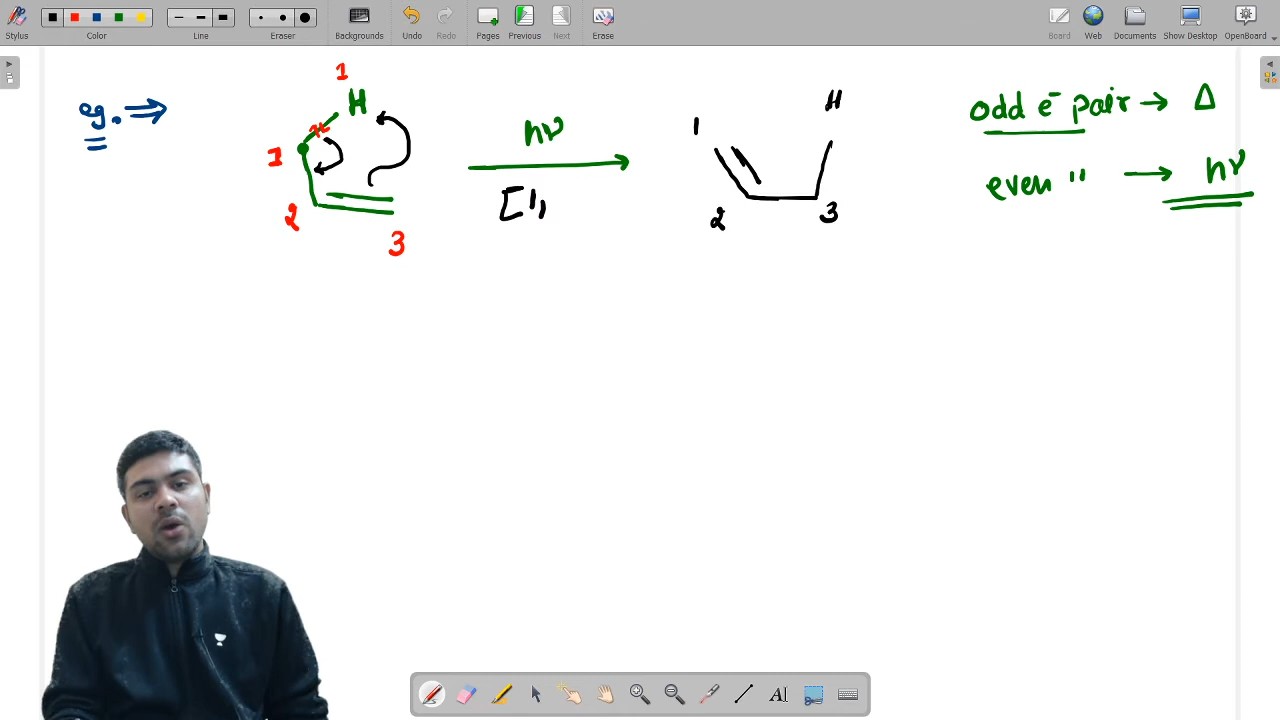 Stylus
Color
Line
Eraser
Backgrounds
Undo
Redo
Pages
Previous
Next
Erase
Board
Web
Documents
Show Desktop
OpenBoard
eg. ⇒
1
H
1
2
3
hν
[1,
1
2
3
H
odd e⁻ pair → Δ
even " → hν
AI